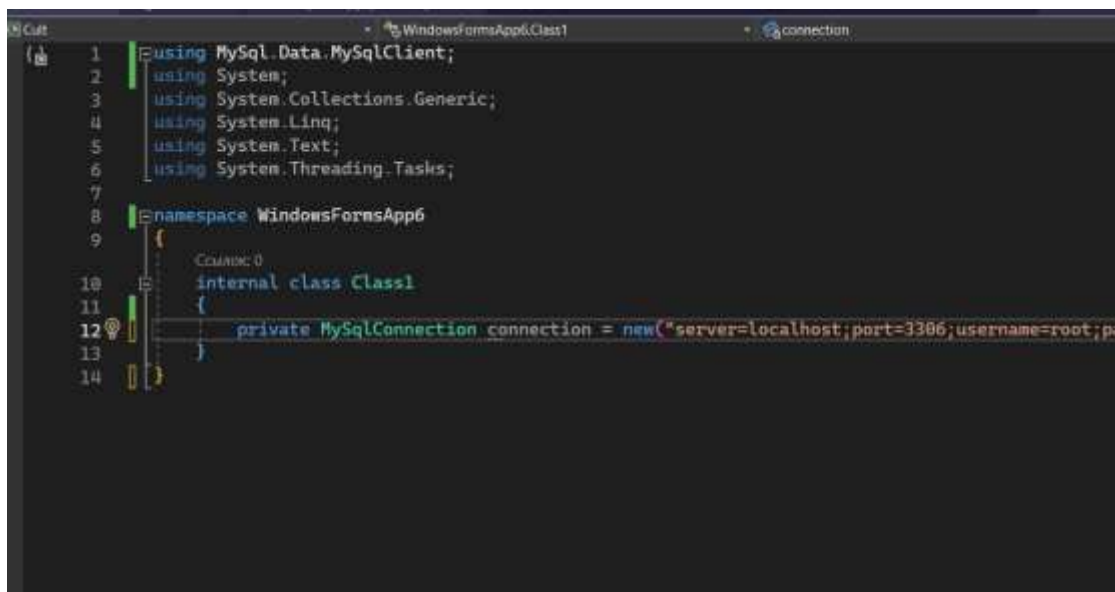 Cult WindowsFormsApp6.Class1 connection
1 using MySql.Data.MySqlClient;
2 using System;
3 using System.Collections.Generic;
4 using System.Linq;
5 using System.Text;
6 using System.Threading.Tasks;
7
8 namespace WindowsFormsApp6
9 {
Ссылок: 0
10 internal class Class1
11 {
12 private MySqlConnection connection = new("server=localhost;port=3306;username=root;p
13 }
14 }